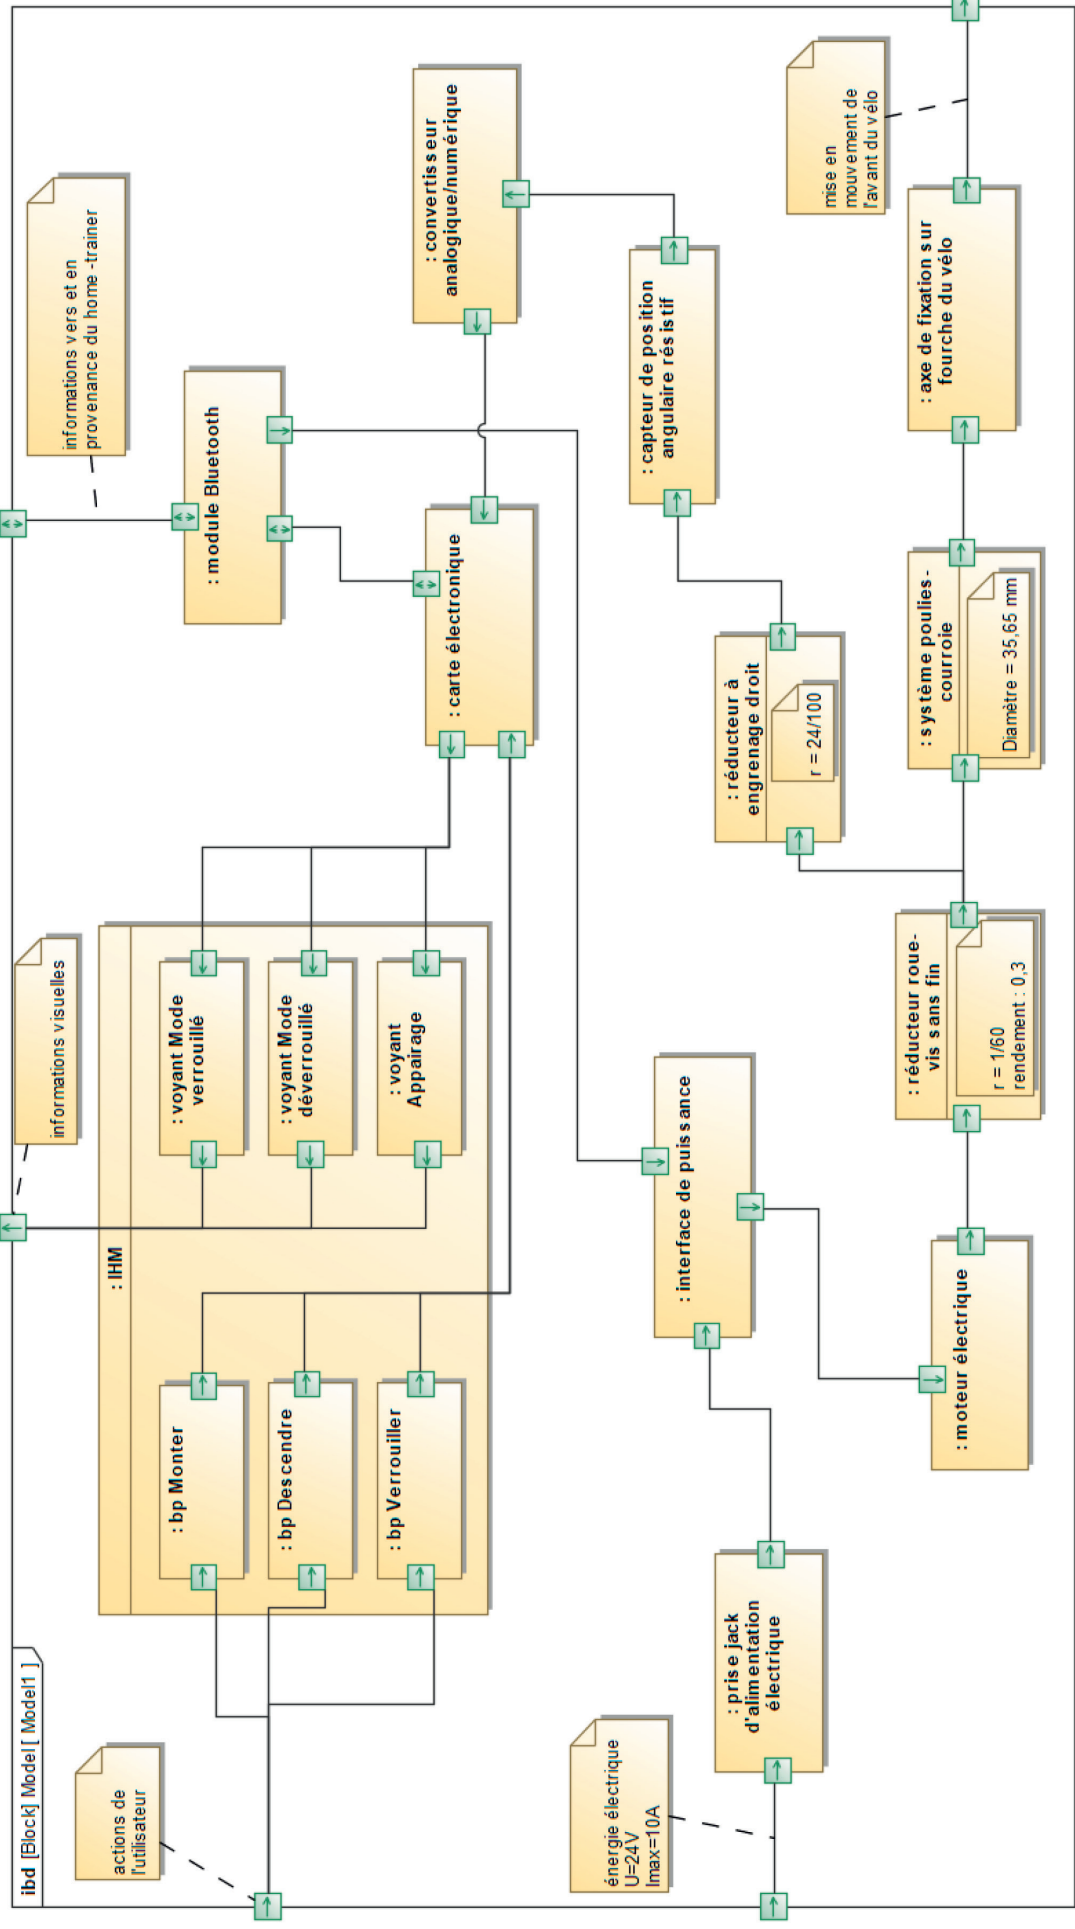 ibd [Block] Model [ Model1 ]
actions de
l'utilisateur
informations visuelles
informations vers et en
provenance du home -trainer
: IHM
: bp Monter
: bp Descendre
: bp Verrouiller
: voyant Mode
verrouillé
: voyant Mode
déverrouillé
: voyant
Appairage
: module Bluetooth
: carte électronique
: convertisseur
analogique/numérique
énergie électrique
U=24V
Imax=10A
: prise jack
d'alimentation
électrique
: interface de puissance
: moteur électrique
: réducteur roue-
vis sans fin
r = 1/60
rendement : 0,3
: réducteur à
engrenage droit
r = 24/100
: capteur de position
angulaire résistif
: système poulies-
courroie
Diamètre = 35,65 mm
: axe de fixation sur
fourche du vélo
mise en
mouvement de
l'avant du vélo